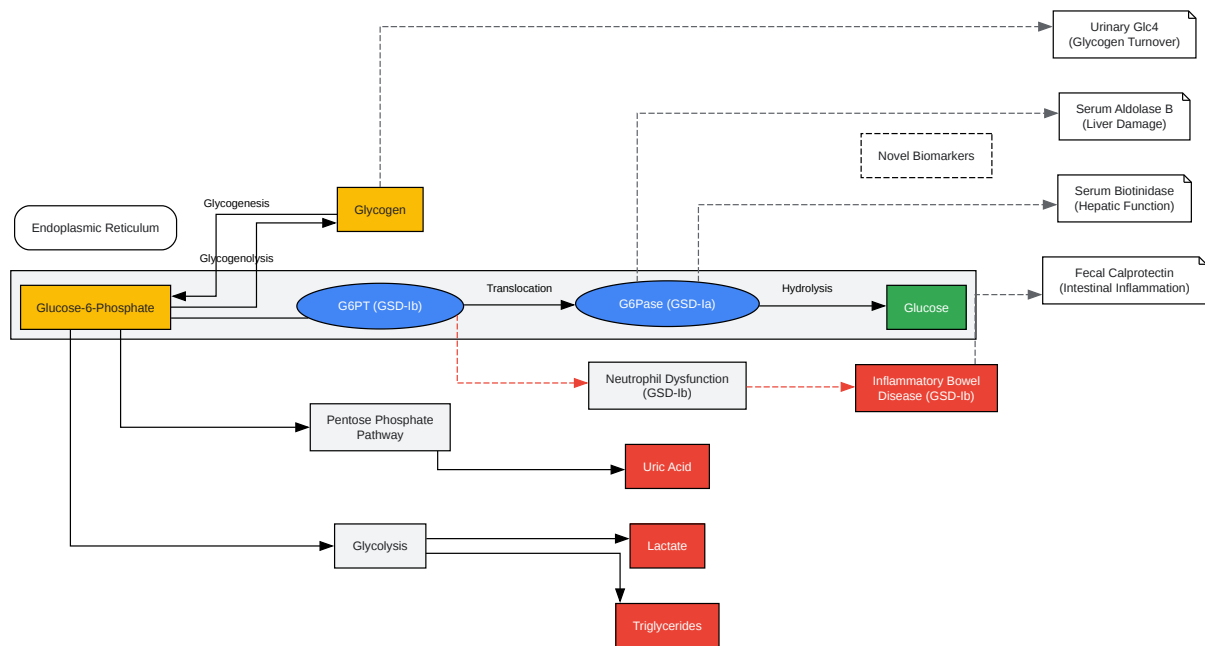 Urinary Glc4
(Glycogen Turnover)
Serum Aldolase B
(Liver Damage)
Novel Biomarkers
Serum Biotinidase
(Hepatic Function)
Glycogenesis
Glycogen
Endoplasmic Reticulum
Glycogenolysis
Fecal Calprotectin
(Intestinal Inflammation)
Glucose-6-Phosphate
G6PT (GSD-Ib)
Translocation
G6Pase (GSD-Ia)
Hydrolysis
Glucose
Neutrophil Dysfunction
(GSD-Ib)
Inflammatory Bowel
Disease (GSD-Ib)
Pentose Phosphate
Pathway
Uric Acid
Glycolysis
Lactate
Triglycerides